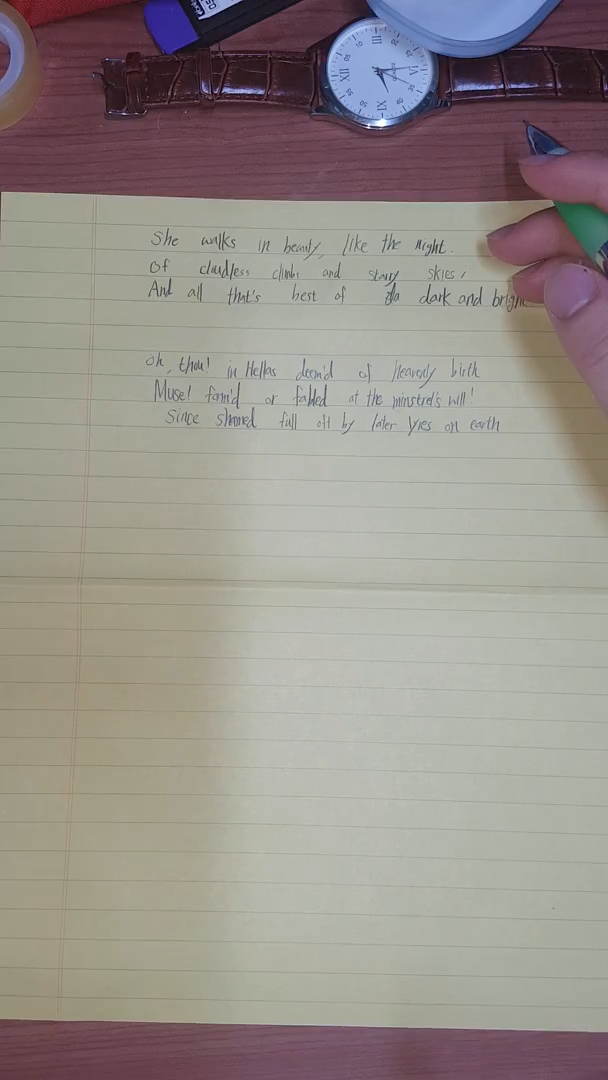 She walks in beauty, like the night.
Of cloudless climbs and starry skies,
And all that's best of dark and bright
Oh, thou! in Hellas deem'd of Heavenly birth
Muse! form'd or fabled at the minstrel's will!
Since shamed full oft by later lyres on earth